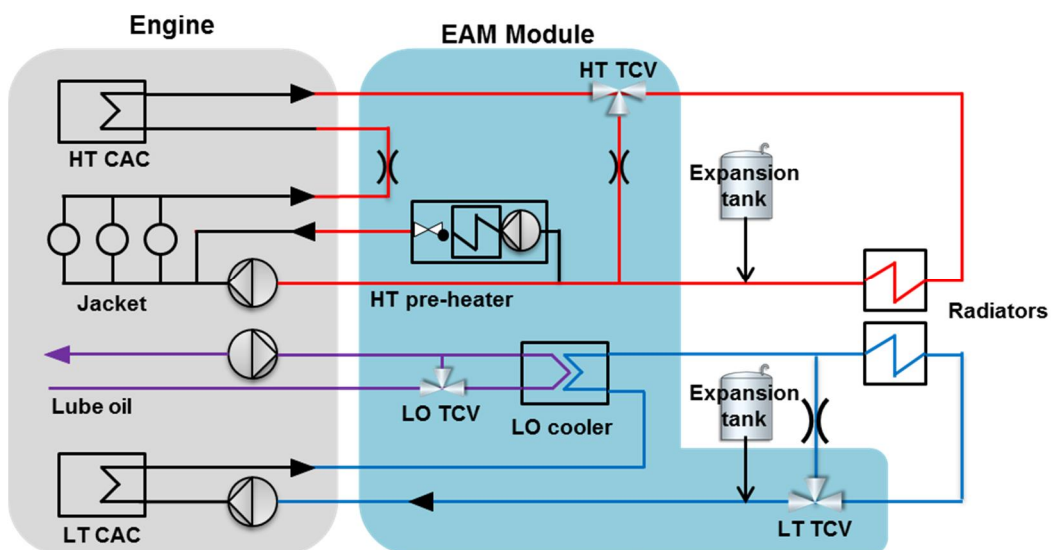 Engine
EAM Module
HT TCV
HT CAC
Expansion
tank
Jacket
HT pre-heater
Radiators
Lube oil
LO TCV
LO cooler
Expansion
tank
LT CAC
LT TCV